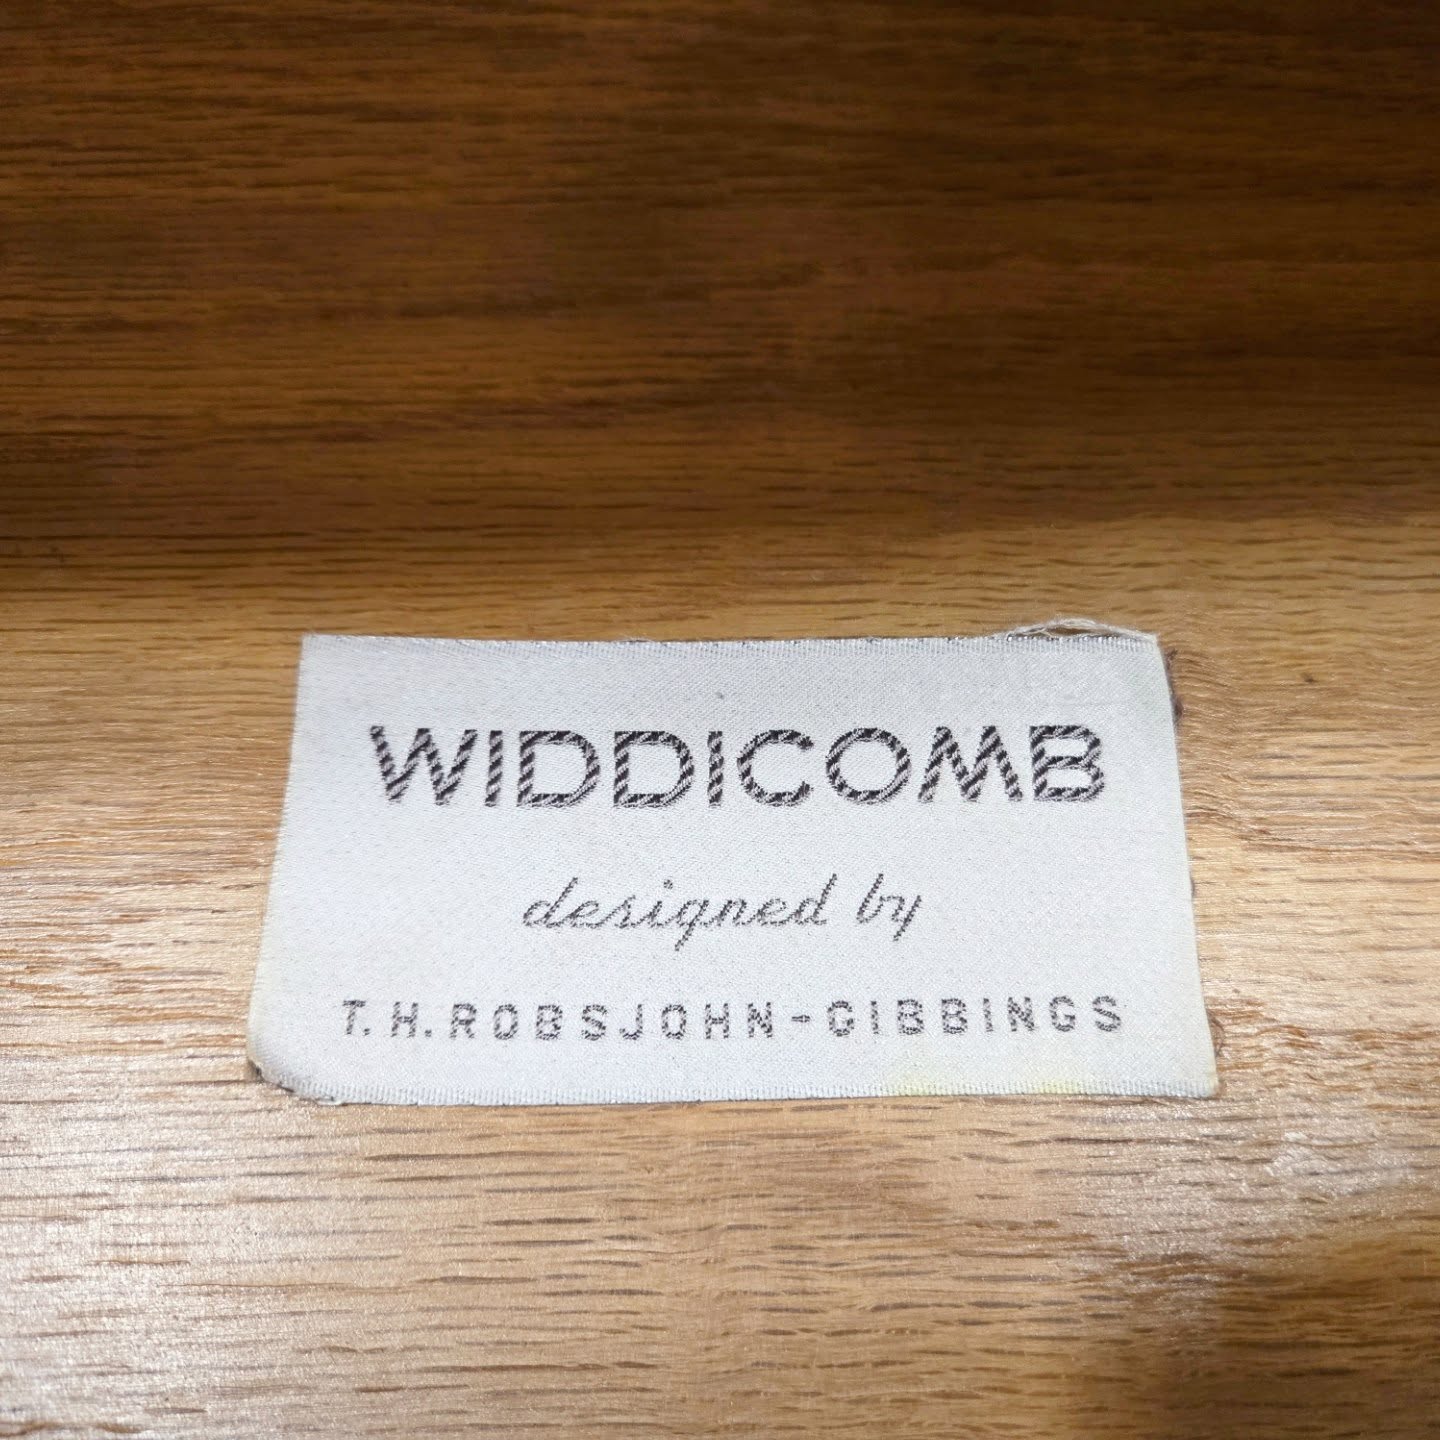 WIDDICOMB
designed by
T. H. ROBSJOHN-GIBBINGS